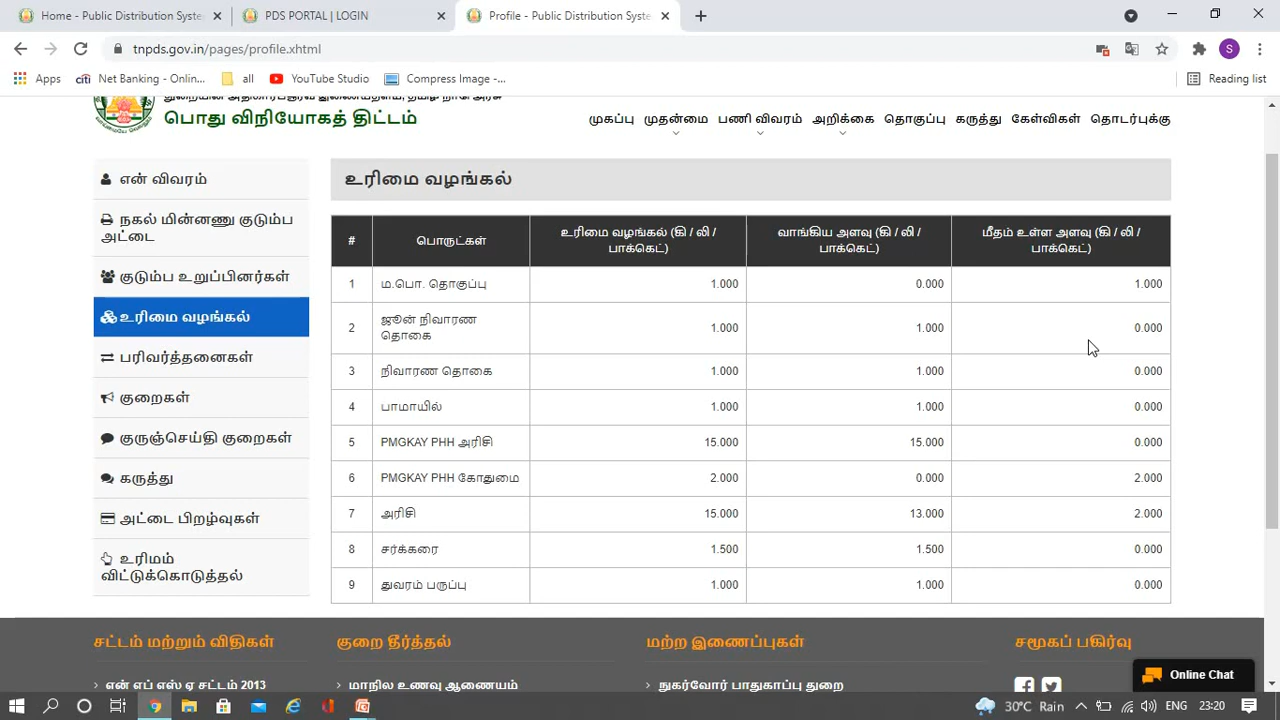 Home - Public Distribution Syste
PDS PORTAL | LOGIN
Profile - Public Distribution Syste
tnpds.gov.in/pages/profile.xhtml
S
Apps
citi Net Banking - Onlin...
all
YouTube Studio
Compress Image -...
Reading list
பொது விநியோகத் திட்டம்
முகப்பு முதன்மை பணி விவரம் அறிக்கை தொகுப்பு கருத்து கேள்விகள் தொடர்புக்கு
என் விவரம்
நகல் மின்னணு குடும்ப
அட்டை
குடும்ப உறுப்பினர்கள்
உரிமை வழங்கல்
பரிவர்த்தனைகள்
குறைகள்
குருஞ்செய்தி குறைகள்
கருத்து
அட்டை பிறழ்வுகள்
உரிமம்
விட்டுக்கொடுத்தல்
உரிமை வழங்கல்
# பொருட்கள் உரிமை வழங்கல் (கி / லி / பாக்கெட்) வாங்கிய அளவு (கி / லி / பாக்கெட்) மீதம் உள்ள அளவு (கி / லி / பாக்கெட்)
1 ம.பொ. தொகுப்பு 1.000 0.000 1.000
2 ஜூன் நிவாரண தொகை 1.000 1.000 0.000
3 நிவாரண தொகை 1.000 1.000 0.000
4 பாமாயில் 1.000 1.000 0.000
5 PMGKAY PHH அரிசி 15.000 15.000 0.000
6 PMGKAY PHH கோதுமை 2.000 0.000 2.000
7 அரிசி 15.000 13.000 2.000
8 சர்க்கரை 1.500 1.500 0.000
9 துவரம் பருப்பு 1.000 1.000 0.000
சட்டம் மற்றும் விதிகள்
குறை தீர்த்தல்
மற்ற இணைப்புகள்
சமூகப் பகிர்வு
என் எப் எஸ் ஏ சட்டம் 2013
மாநில உணவு ஆணையம்
நுகர்வோர் பாதுகாப்பு துறை
Online Chat
30°C Rain
ENG
23:20